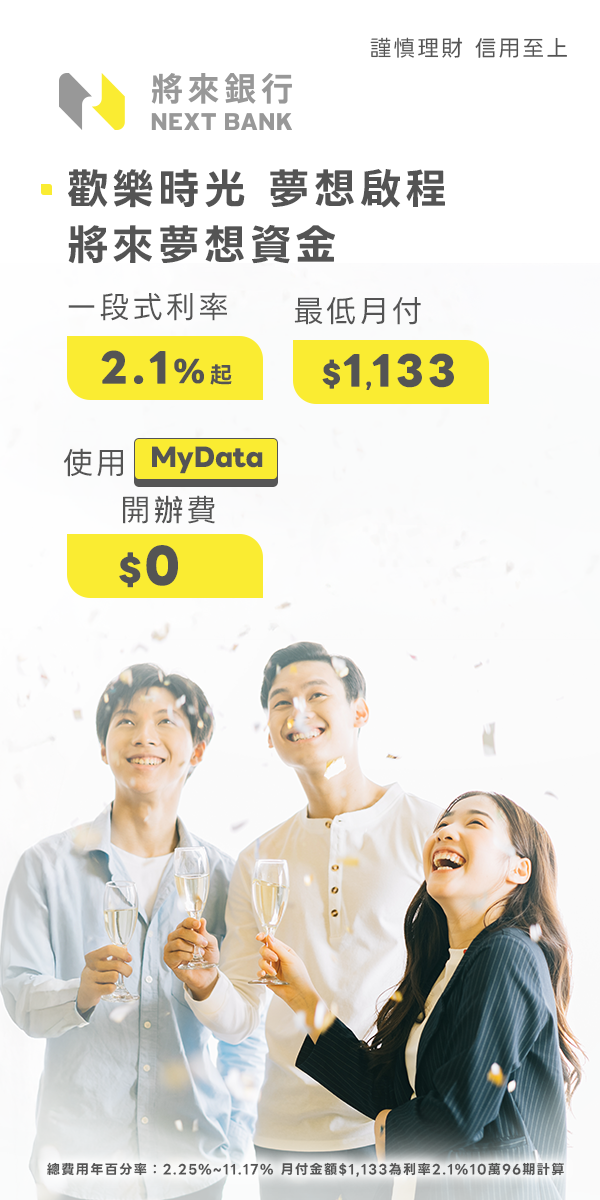 謹慎理財 信用至上
將來銀行
NEXT BANK
歡樂時光 夢想啟程
將來夢想資金
一段式利率
2.1%起
最低月付
$1,133
使用 MyData
開辦費
$0
總費用年百分率：2.25%~11.17% 月付金額$1,133為利率2.1%10萬96期計算